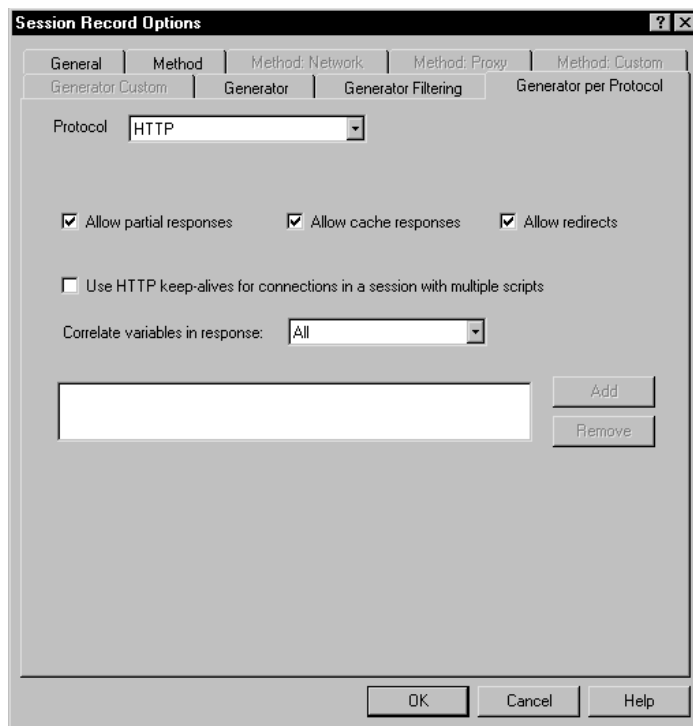 Session Record Options
General Method Method: Network Method: Proxy Method: Custom
Generator Custom Generator Generator Filtering Generator per Protocol
Protocol HTTP
Allow partial responses Allow cache responses Allow redirects
Use HTTP keep-alives for connections in a session with multiple scripts
Correlate variables in response: All
Add
Remove
OK Cancel Help